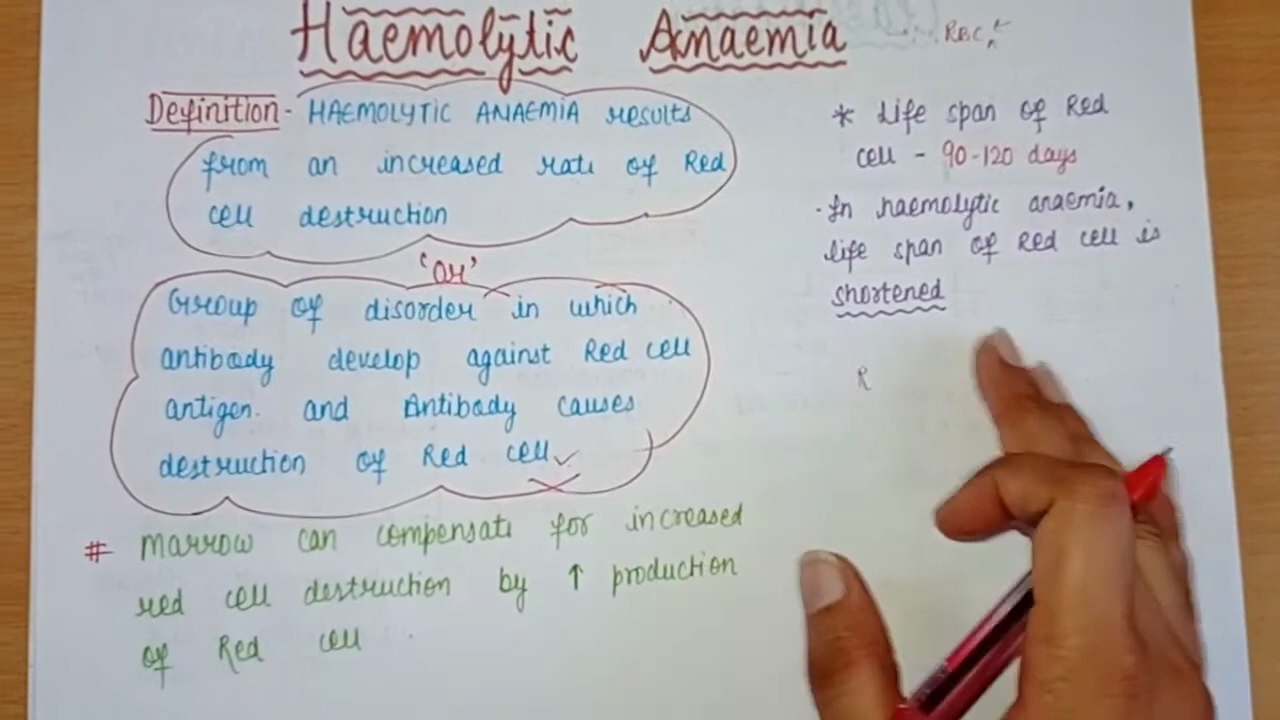 Haemolytic Anaemia
RBC
Definition - HAEMOLYTIC ANAEMIA results
from an increased rate of Red
cell destruction
'or'
Group of disorder in which
antibody develop against Red cell
antigen. and Antibody causes
destruction of Red cell
# Marrow can compensate for increased
red cell destruction by ↑ production
of Red cell
* Life span of Red
cell - 90-120 days
. In haemolytic anaemia,
life span of Red cell is
shortened
R